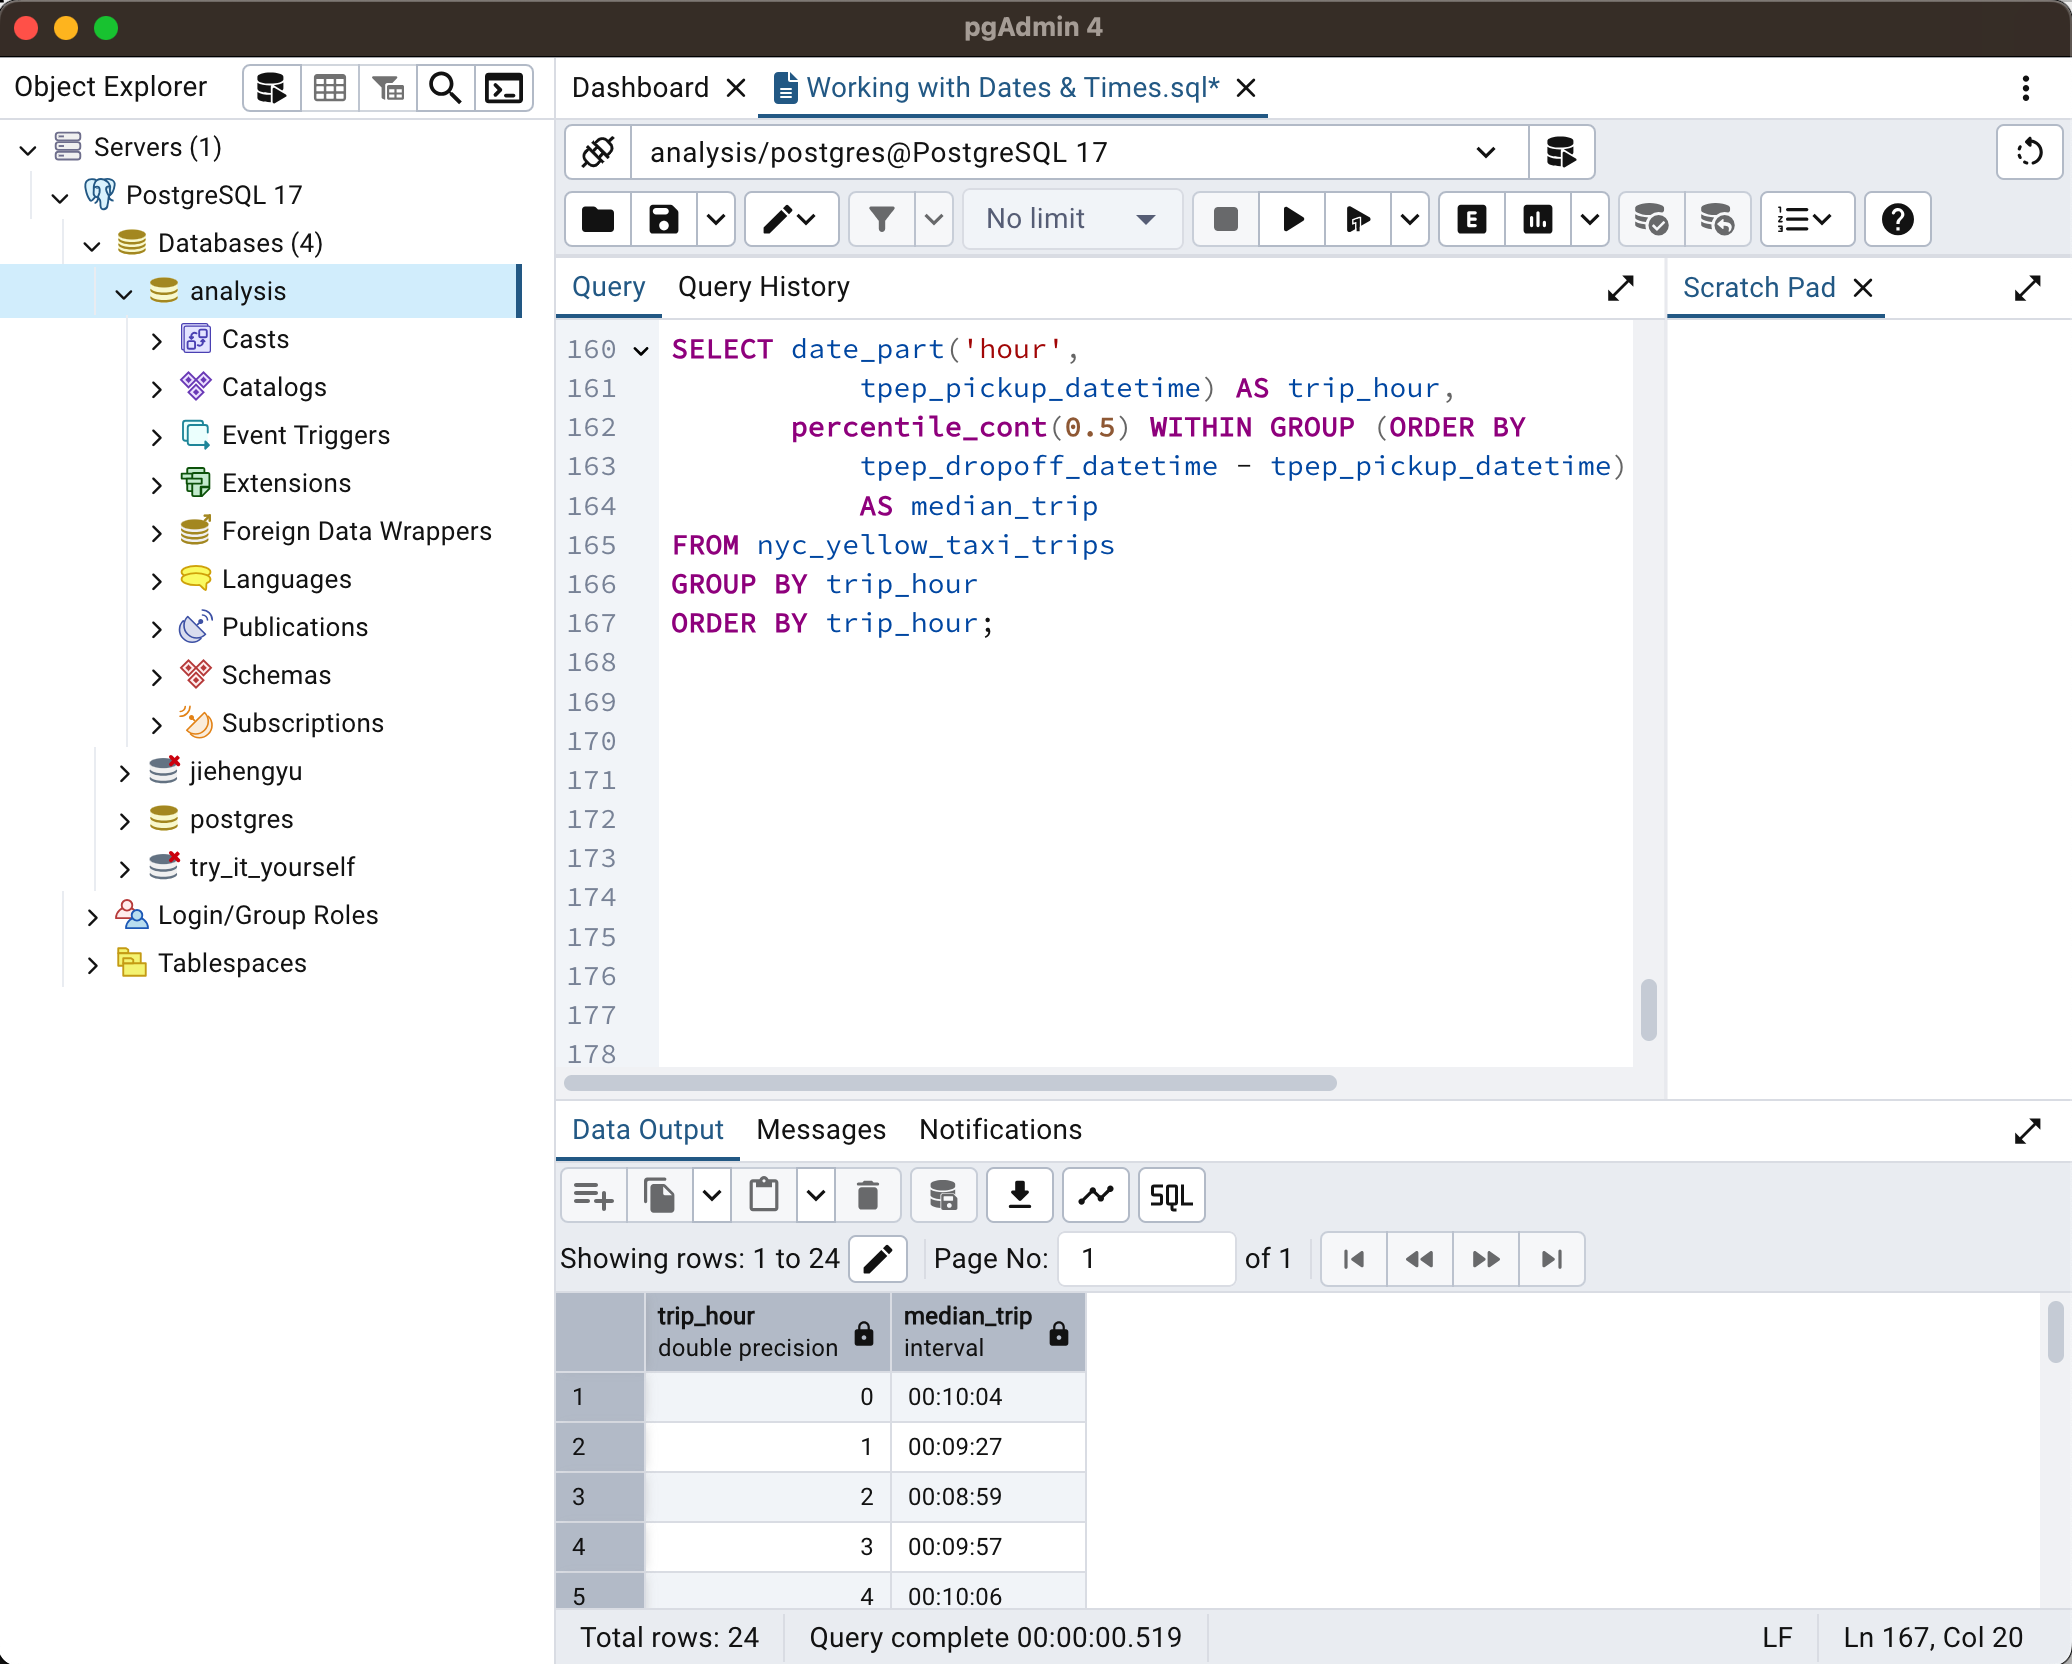 pgAdmin 4
Object Explorer
Servers (1)
PostgreSQL 17
Databases (4)
analysis
Casts
Catalogs
Event Triggers
Extensions
Foreign Data Wrappers
Languages
Publications
Schemas
Subscriptions
jiehengyu
postgres
try_it_yourself
Login/Group Roles
Tablespaces
Dashboard
Working with Dates & Times.sql*
analysis/postgres@PostgreSQL 17
No limit
E
Query
Query History
Scratch Pad
160 SELECT date_part('hour',
161 tpep_pickup_datetime) AS trip_hour,
162 percentile_cont(0.5) WITHIN GROUP (ORDER BY
163 tpep_dropoff_datetime - tpep_pickup_datetime)
164 AS median_trip
165 FROM nyc_yellow_taxi_trips
166 GROUP BY trip_hour
167 ORDER BY trip_hour;
168
169
170
171
172
173
174
175
176
177
178
Data Output
Messages
Notifications
SQL
Showing rows: 1 to 24
Page No: 1 of 1
trip_hour double precision
median_trip interval
1 0 00:10:04
2 1 00:09:27
3 2 00:08:59
4 3 00:09:57
5 4 00:10:06
Total rows: 24
Query complete 00:00:00.519
LF
Ln 167, Col 20